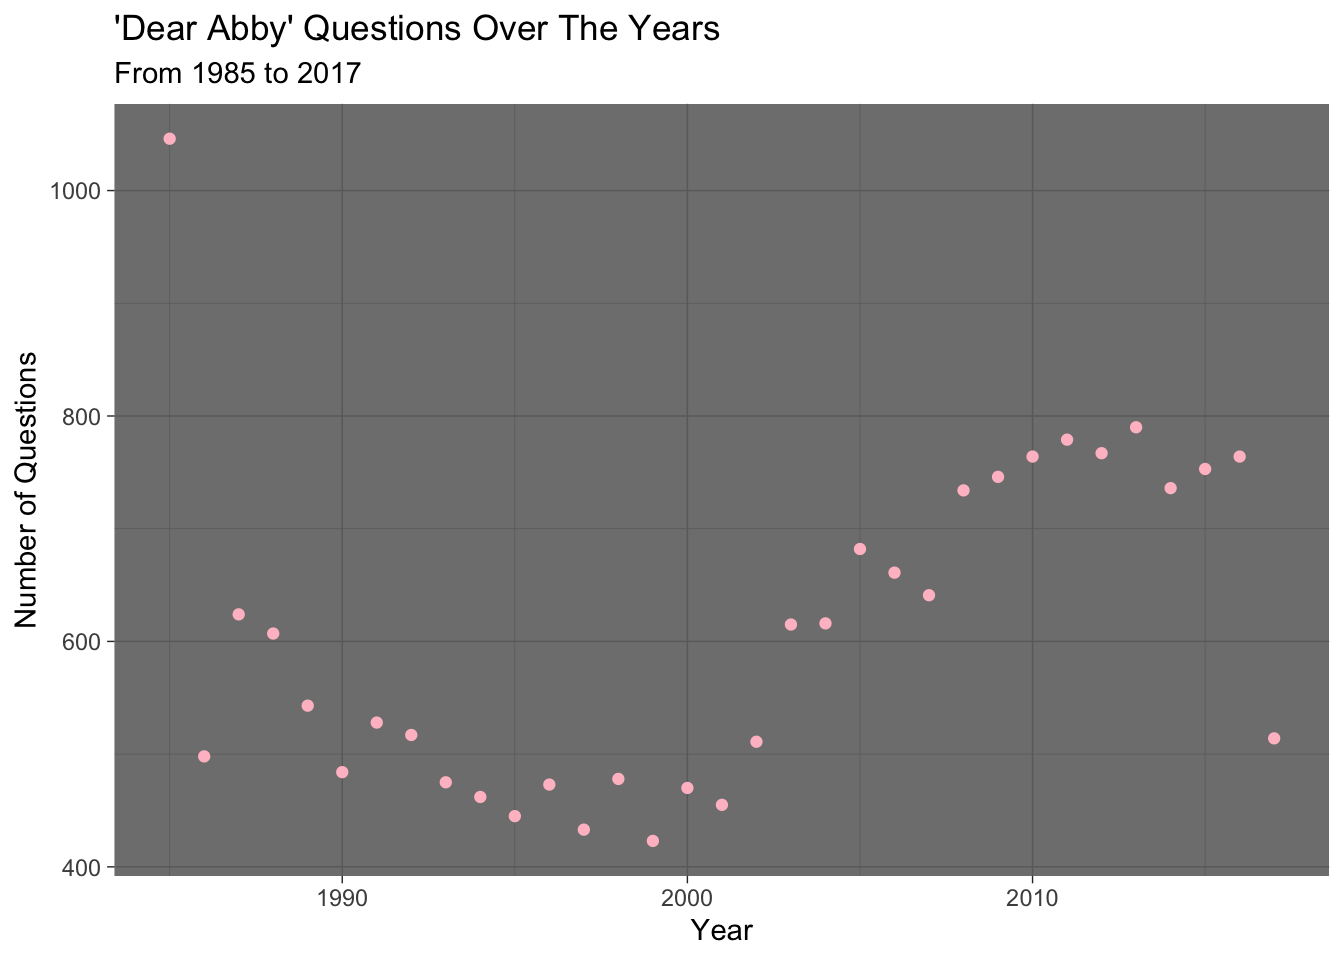 'Dear Abby' Questions Over The Years
From 1985 to 2017
Number of Questions
1000
800
600
400
1990
2000
2010
Year